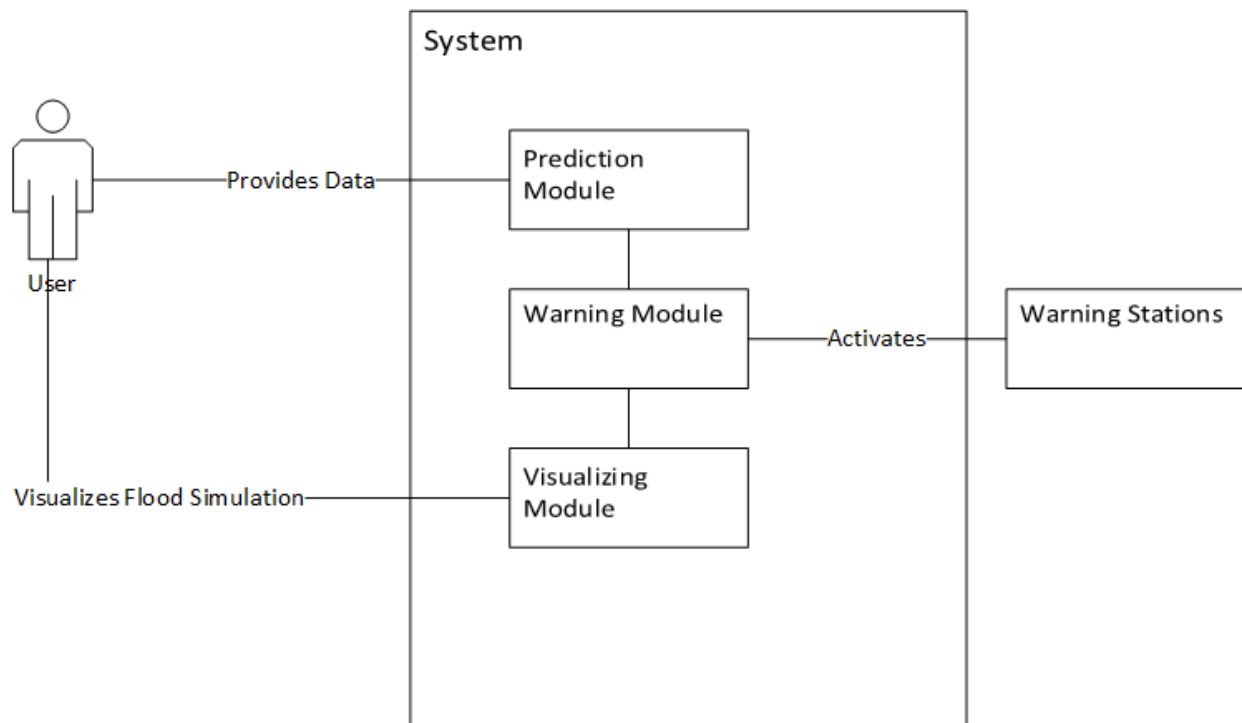 System
Prediction
Module
Provides Data
User
Warning Module
Activates
Warning Stations
Visualizing
Module
Visualizes Flood Simulation